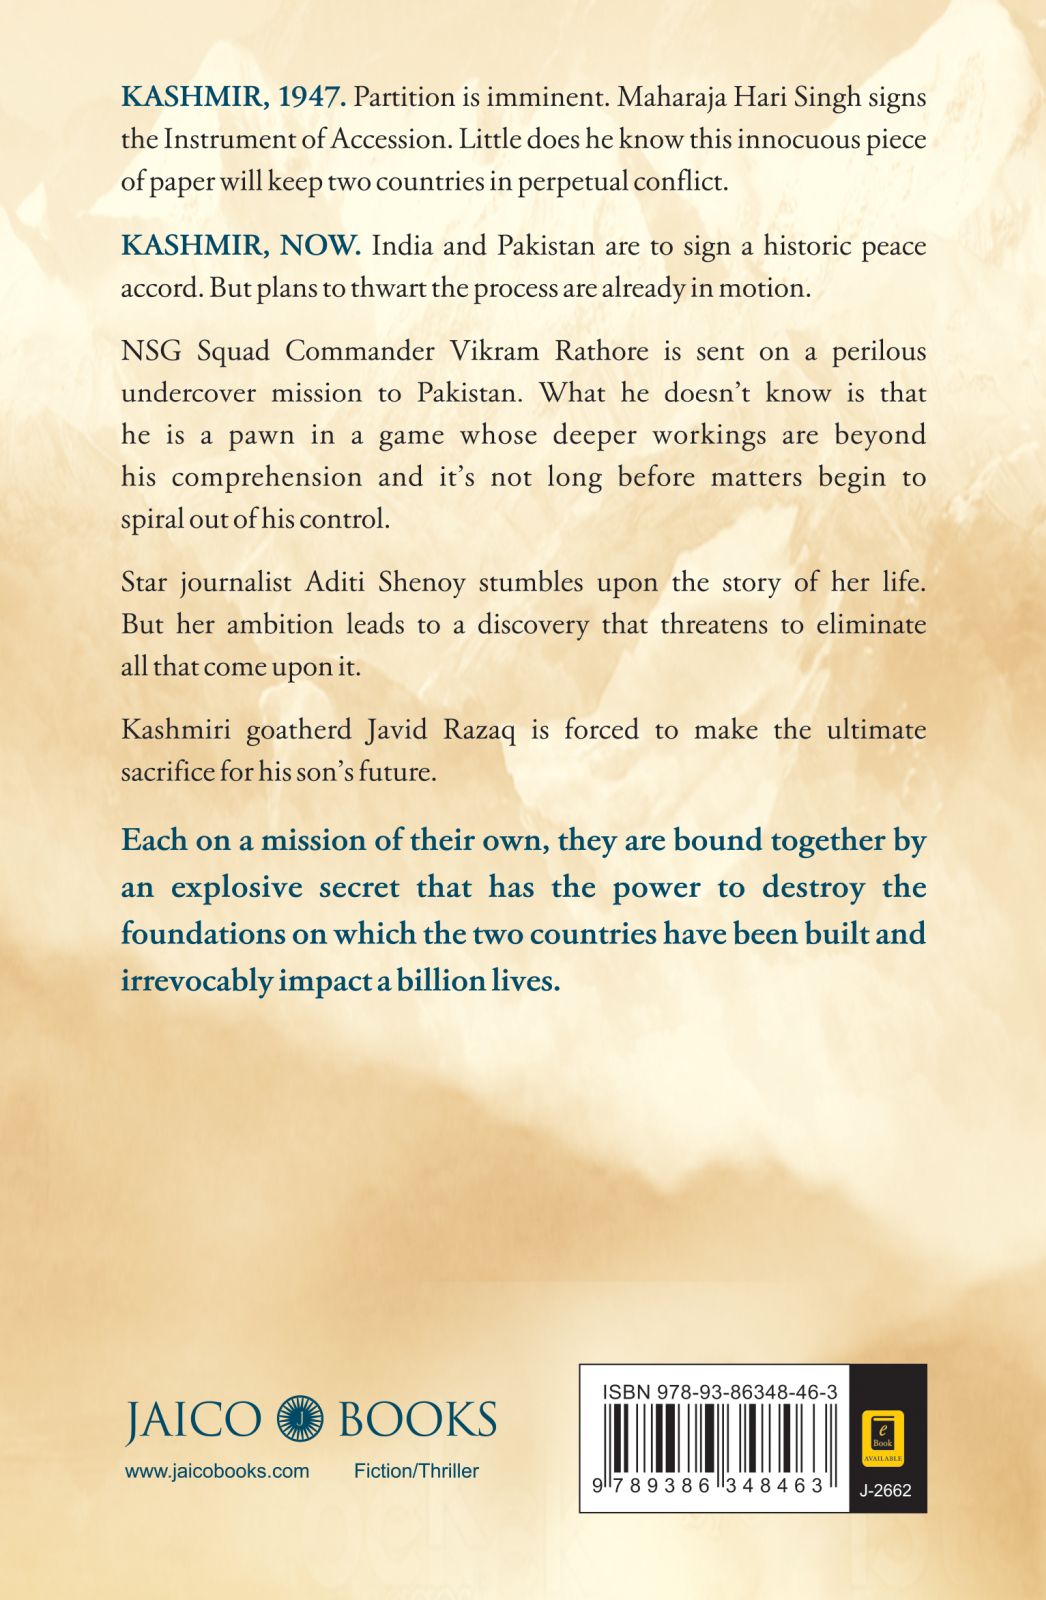 KASHMIR, 1947. Partition is imminent. Maharaja Hari Singh signs
the Instrument of Accession. Little does he know this innocuous piece
of paper will keep two countries in perpetual conflict.
KASHMIR, NOW. India and Pakistan are to sign a historic peace
accord. But plans to thwart the process are already in motion.
NSG Squad Commander Vikram Rathore is sent on a perilous
undercover mission to Pakistan. What he doesn’t know is that
he is a pawn in a game whose deeper workings are beyond
his comprehension and it’s not long before matters begin to
spiral out of his control.
Star journalist Aditi Shenoy stumbles upon the story of her life.
But her ambition leads to a discovery that threatens to eliminate
all that come upon it.
Kashmiri goatherd Javid Razaq is forced to make the ultimate
sacrifice for his son’s future.
Each on a mission of their own, they are bound together by
an explosive secret that has the power to destroy the
foundations on which the two countries have been built and
irrevocably impact a billion lives.
JAICO J BOOKS
www.jaicobooks.com Fiction/Thriller
ISBN 978-93-86348-46-3
9 789386 348463
e
Book
AVAILABLE
J-2662